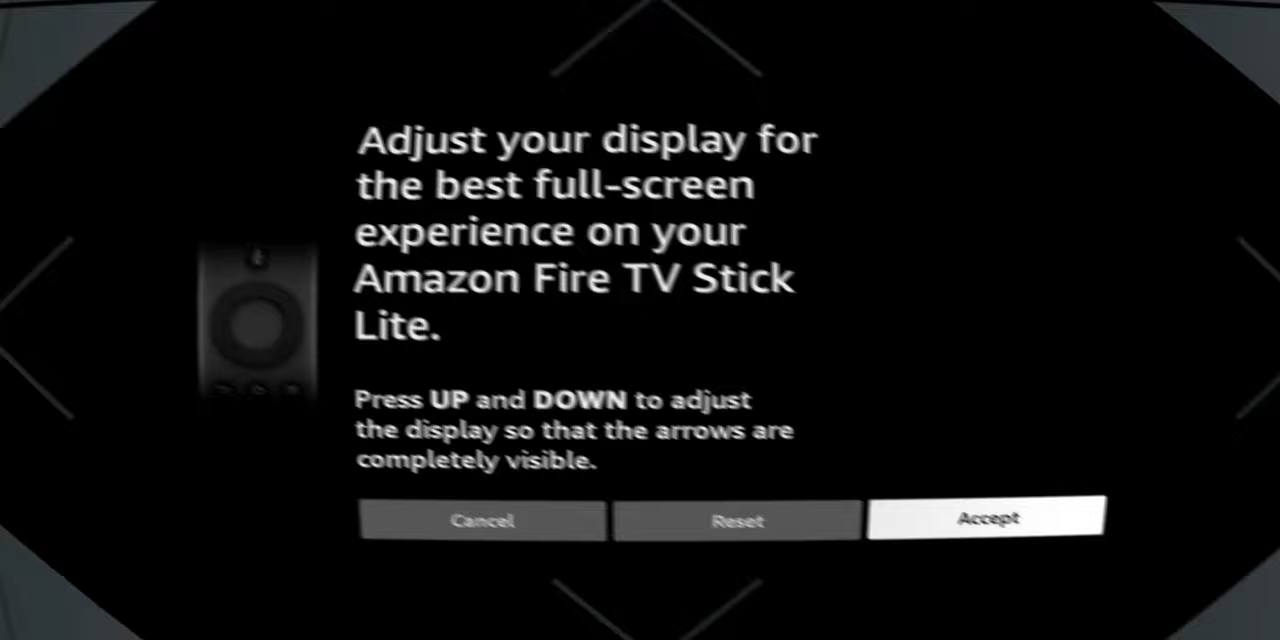 Adjust your display for
the best full-screen
experience on your
Amazon Fire TV Stick
Lite.
Press UP and DOWN to adjust
the display so that the arrows are
completely visible.
Cancel
Reset
Accept